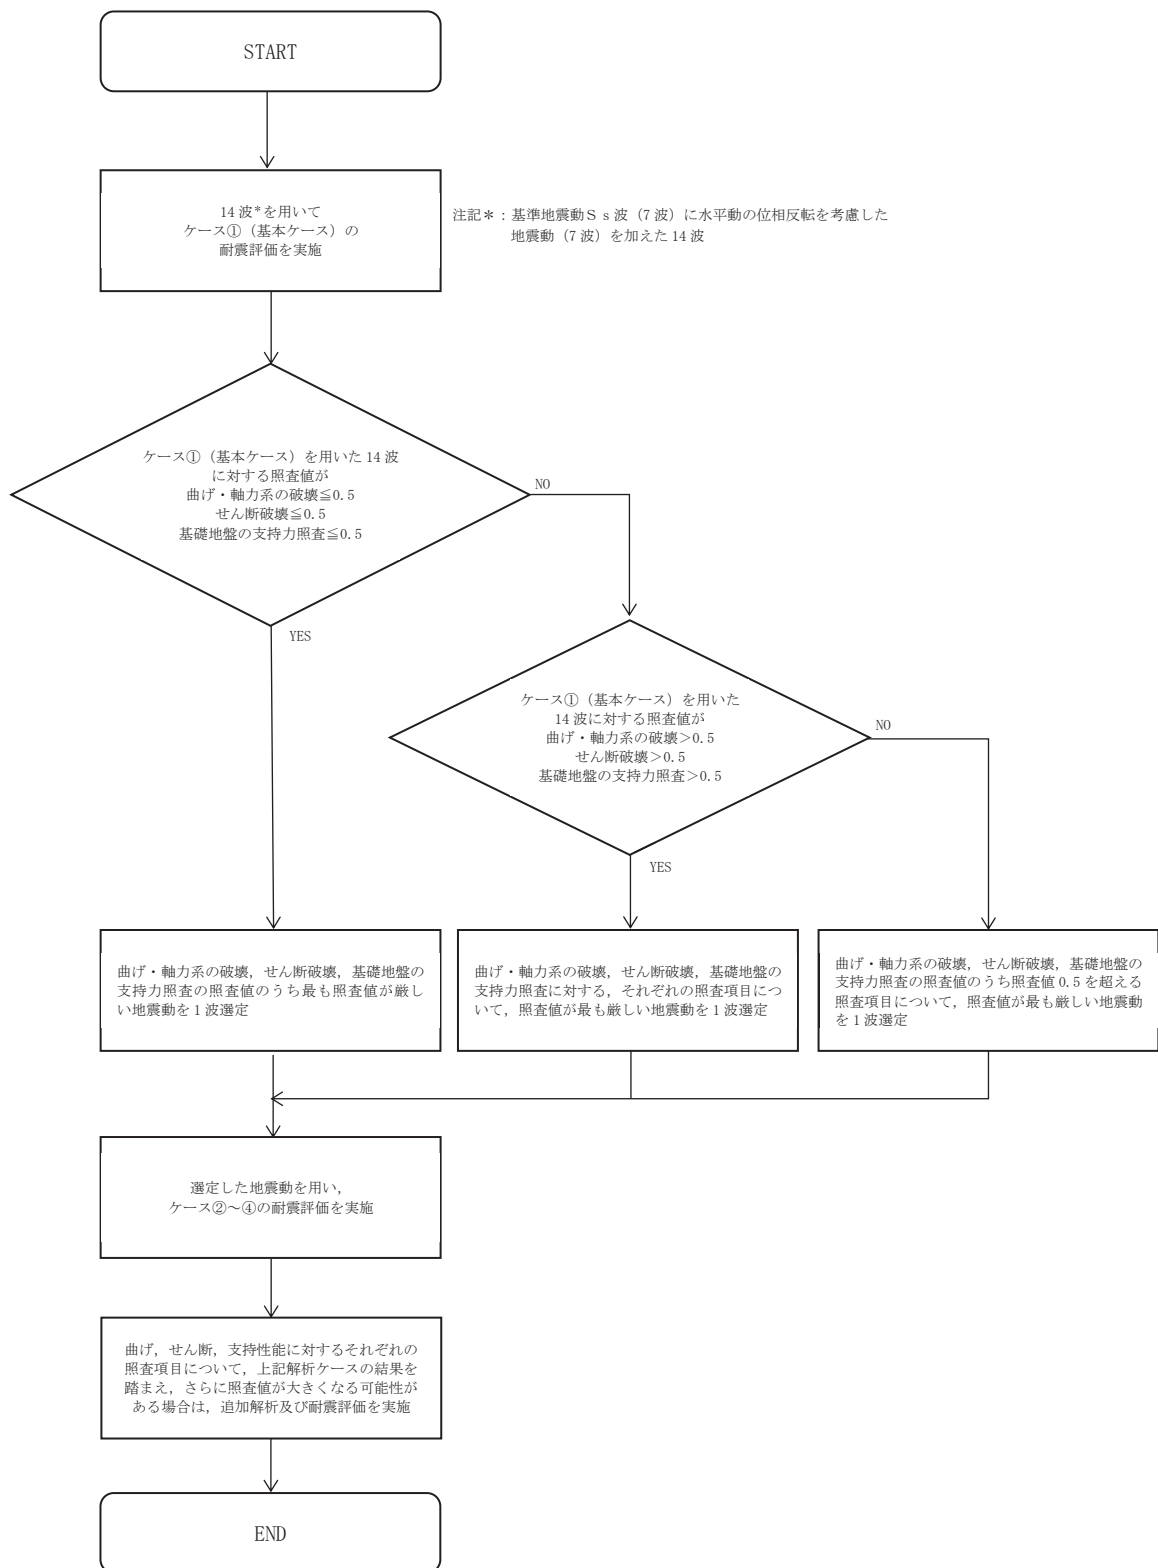 START
14 波*を用いて
ケース①（基本ケース）の
耐震評価を実施
注記＊：基準地震動Ｓｓ波（7 波）に水平動の位相反転を考慮した
地震動（7 波）を加えた 14 波
ケース①（基本ケース）を用いた 14 波
に対する照査値が
曲げ・軸力系の破壊≦0.5
せん断破壊≦0.5
基礎地盤の支持力照査≦0.5
NO
YES
ケース①（基本ケース）を用いた
14 波に対する照査値が
曲げ・軸力系の破壊＞0.5
せん断破壊＞0.5
基礎地盤の支持力照査＞0.5
NO
YES
曲げ・軸力系の破壊，せん断破壊，基礎地盤の
支持力照査の照査値のうち最も照査値が厳し
い地震動を 1 波選定
曲げ・軸力系の破壊，せん断破壊，基礎地盤の
支持力照査に対する，それぞれの照査項目につ
いて，照査値が最も厳しい地震動を 1 波選定
曲げ・軸力系の破壊，せん断破壊，基礎地盤の
支持力照査の照査値のうち照査値 0.5 を超える
照査項目について，照査値が最も厳しい地震動
を 1 波選定
選定した地震動を用い，
ケース②～④の耐震評価を実施
曲げ，せん断，支持性能に対するそれぞれの
照査項目について，上記解析ケースの結果を
踏まえ，さらに照査値が大きくなる可能性が
ある場合は，追加解析及び耐震評価を実施
END